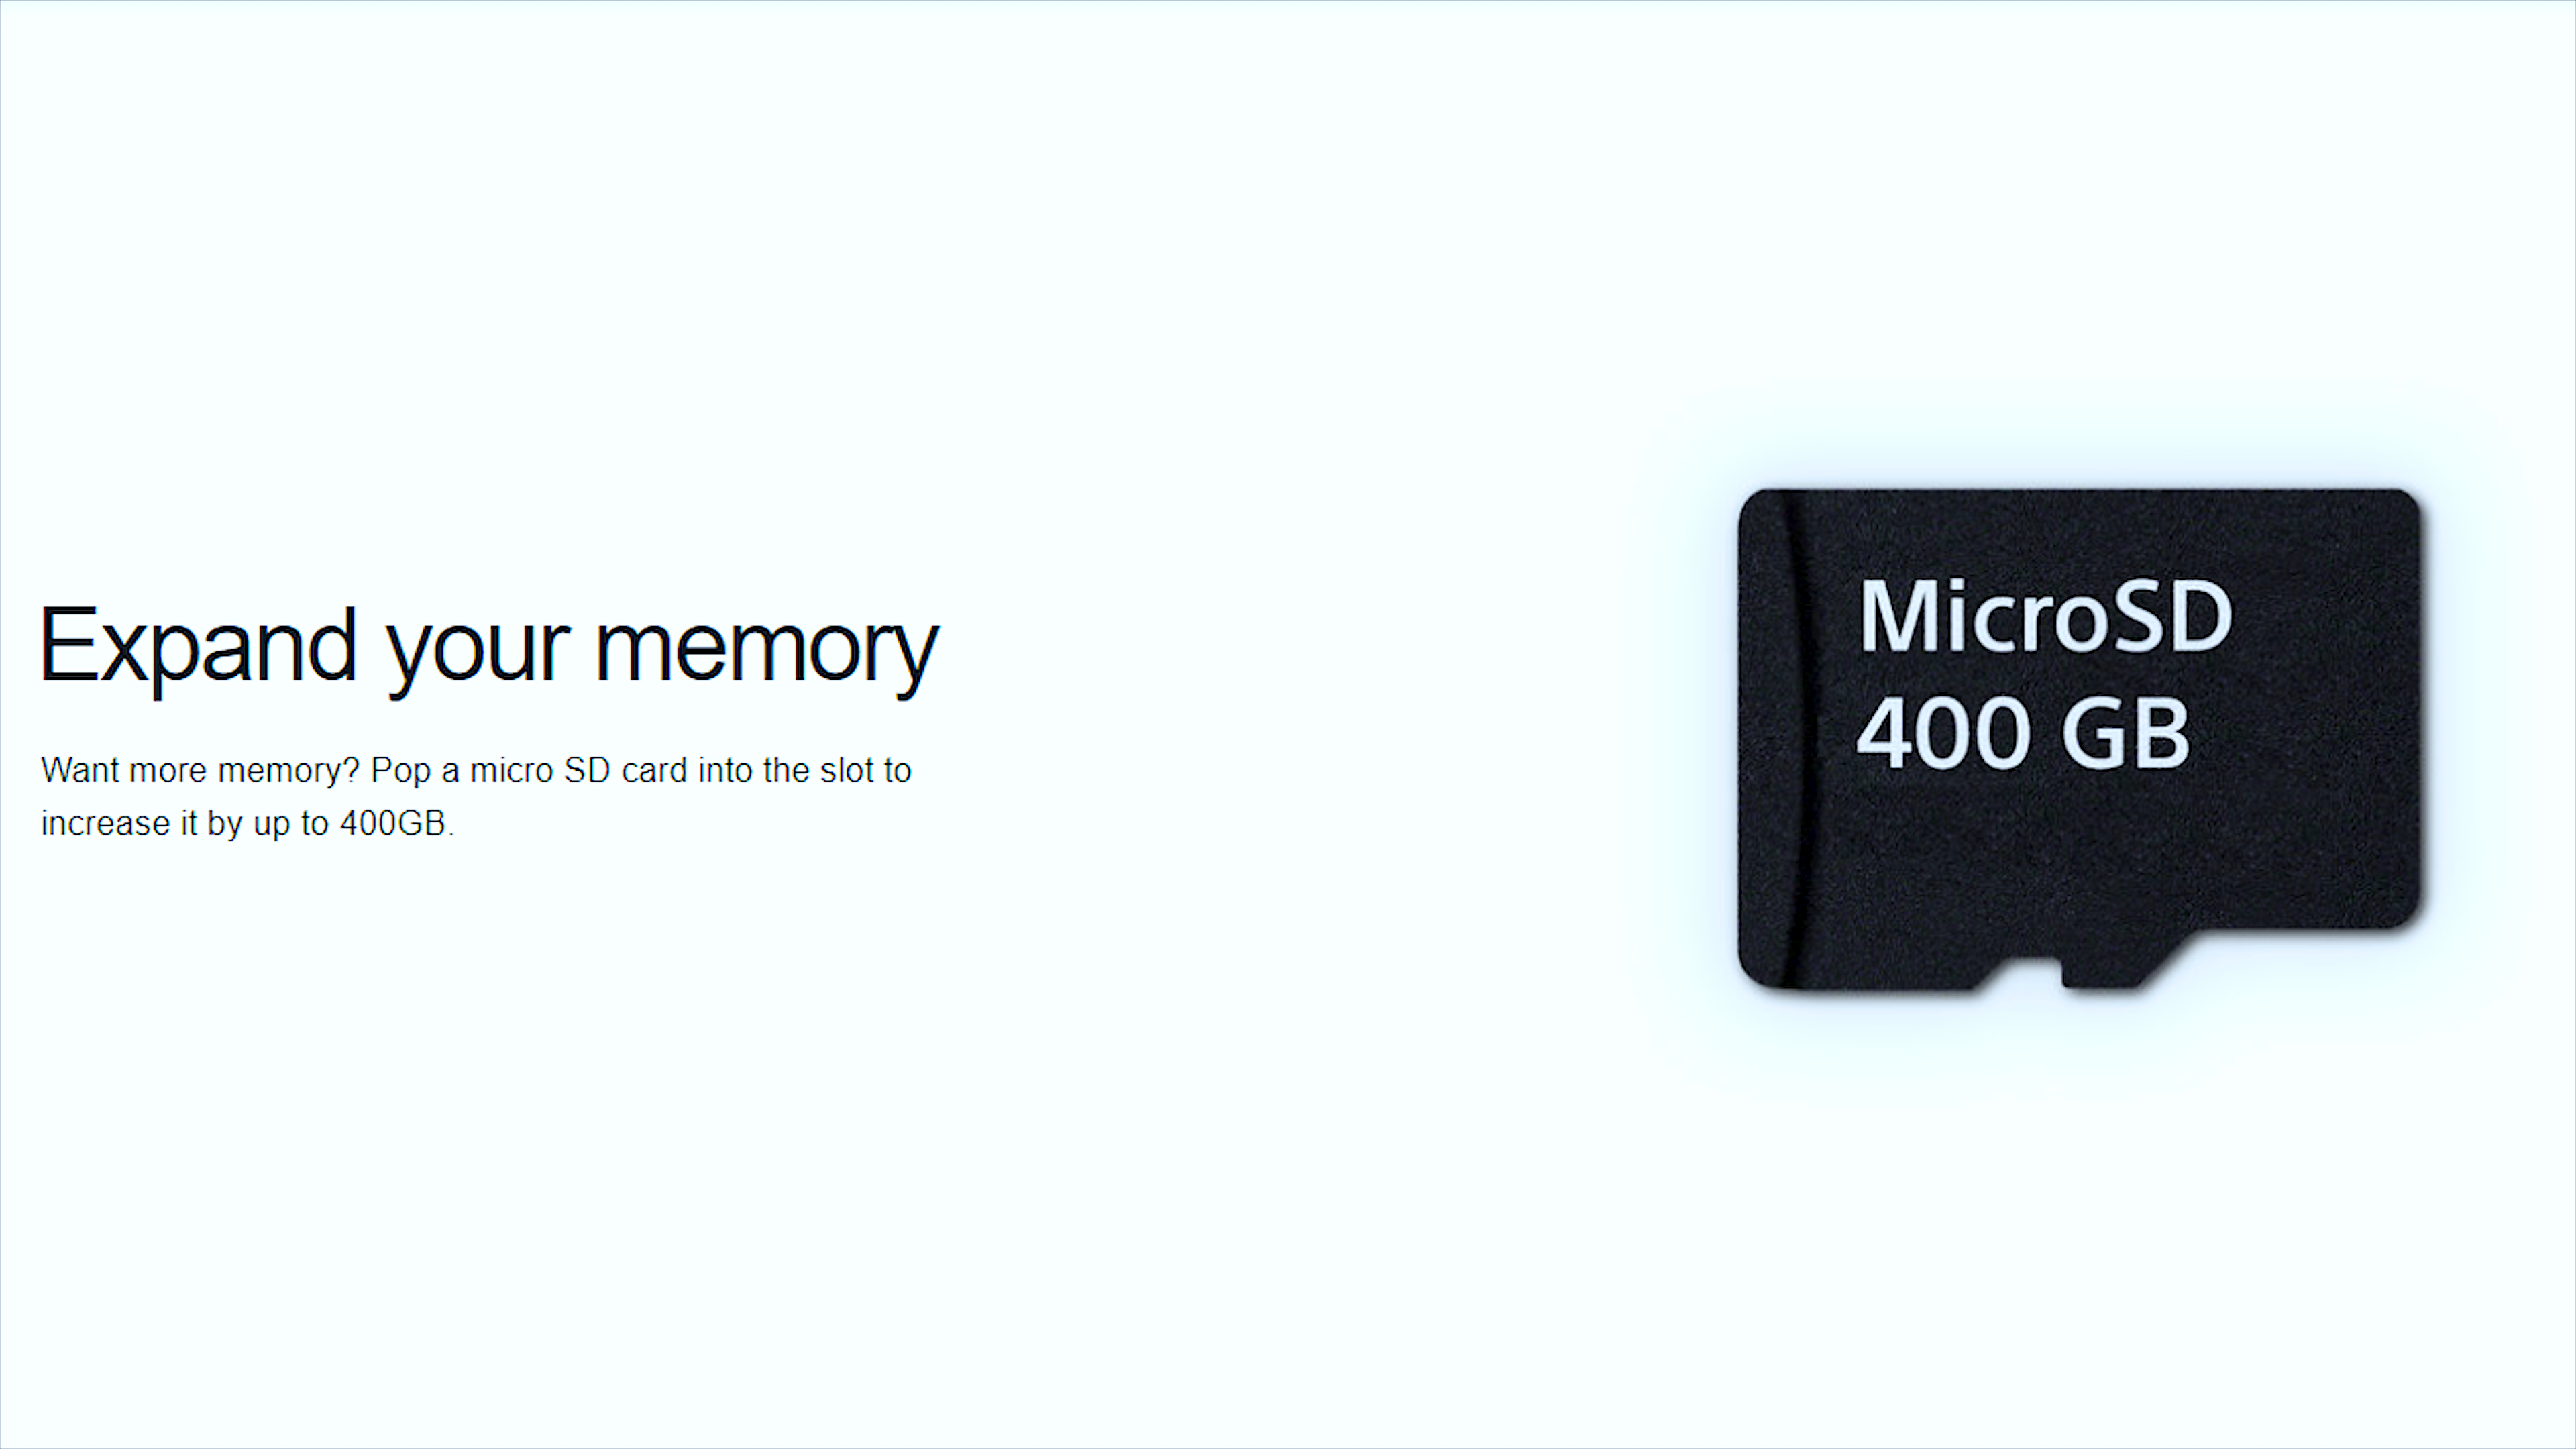 Expand your memory
Want more memory? Pop a micro SD card into the slot to
increase it by up to 400GB.
MicroSD
400 GB